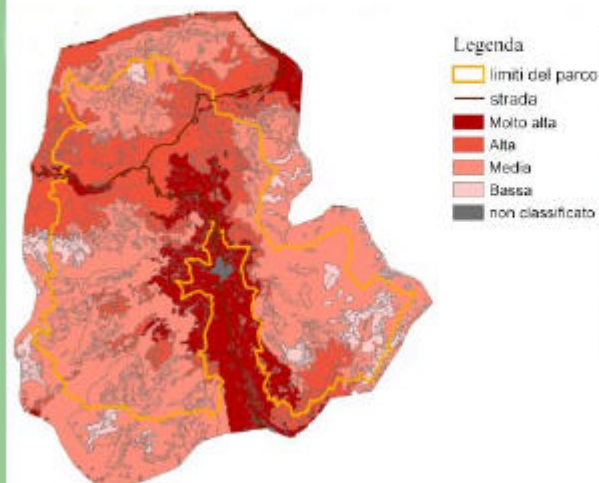 Legenda
limiti del parco
strada
Molto alta
Alta
Media
Bassa
non classificato